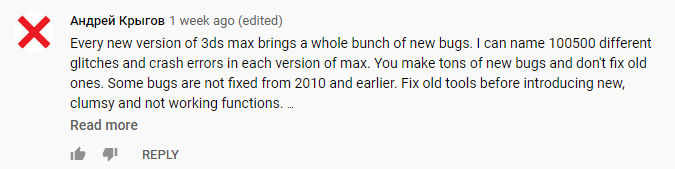 Андрей Крыгов 1 week ago (edited)
Every new version of 3ds max brings a whole bunch of new bugs. I can name 100500 different
glitches and crash errors in each version of max. You make tons of new bugs and don't fix old
ones. Some bugs are not fixed from 2010 and earlier. Fix old tools before introducing new,
clumsy and not working functions. ...
Read more
REPLY